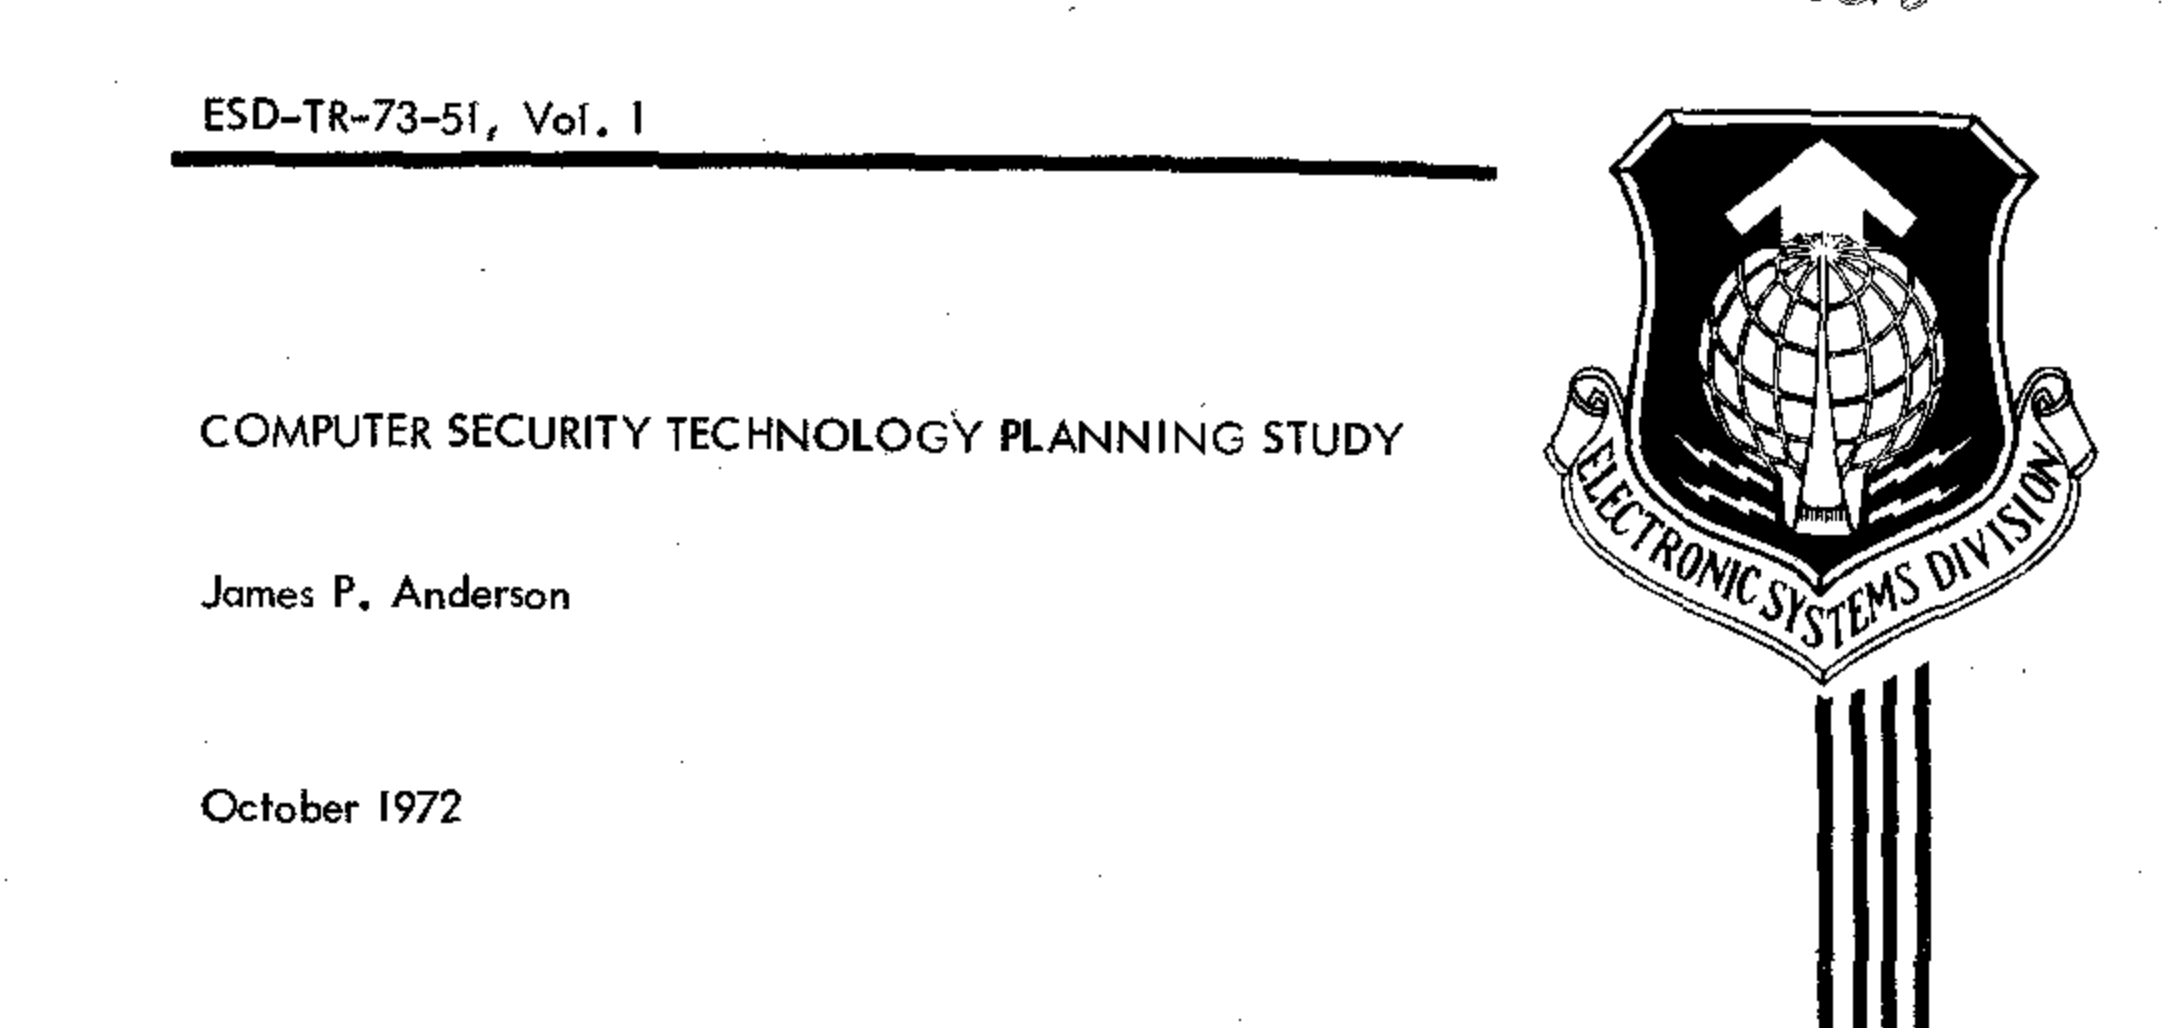 ESD-TR-73-51, Vol. 1
COMPUTER SECURITY TECHNOLOGY PLANNING STUDY
James P. Anderson
October 1972
ELECTRONIC SYSTEMS DIVISION